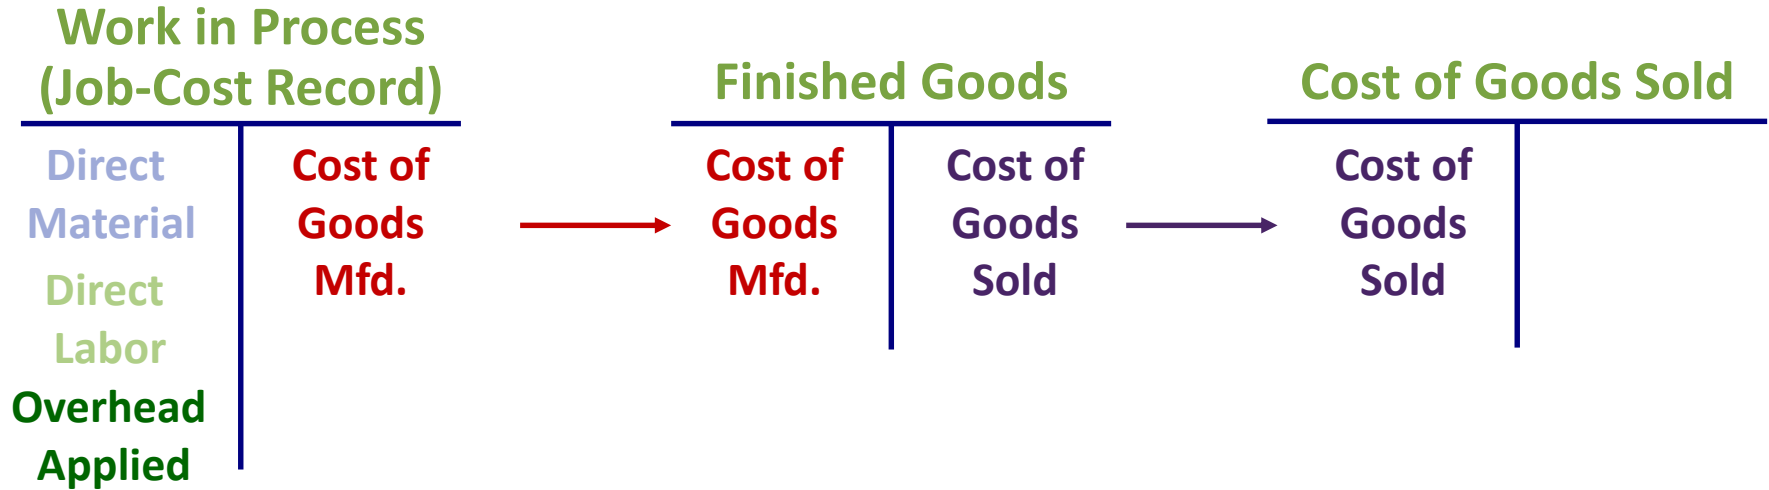 Work in Process
(Job-Cost Record)
Direct
Material
Direct
Labor
Overhead
Applied
Cost of
Goods
Mfd.
Finished Goods
Cost of
Goods
Mfd.
Cost of
Goods
Sold
Cost of Goods Sold
Cost of
Goods
Sold